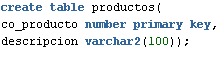 create table productos(
co_producto number primary key,
descripcion varchar2(100));